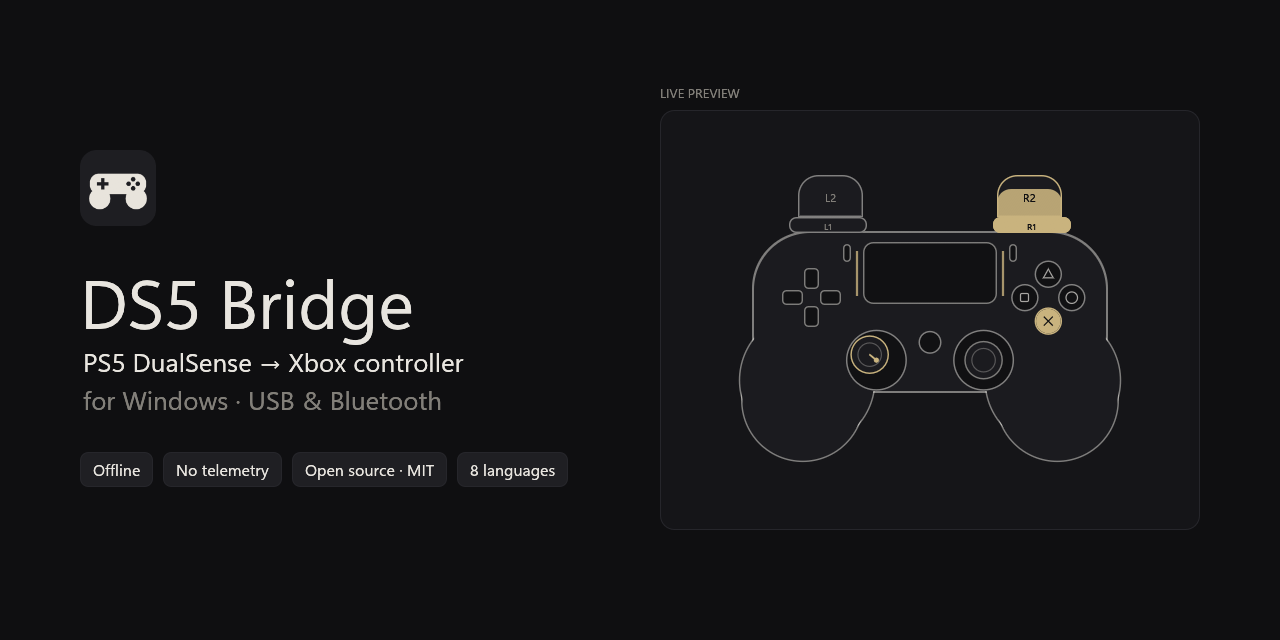 DS5 Bridge
PS5 DualSense → Xbox controller
for Windows · USB & Bluetooth
Offline
No telemetry
Open source · MIT
8 languages
LIVE PREVIEW
L2
R2
L1
R1